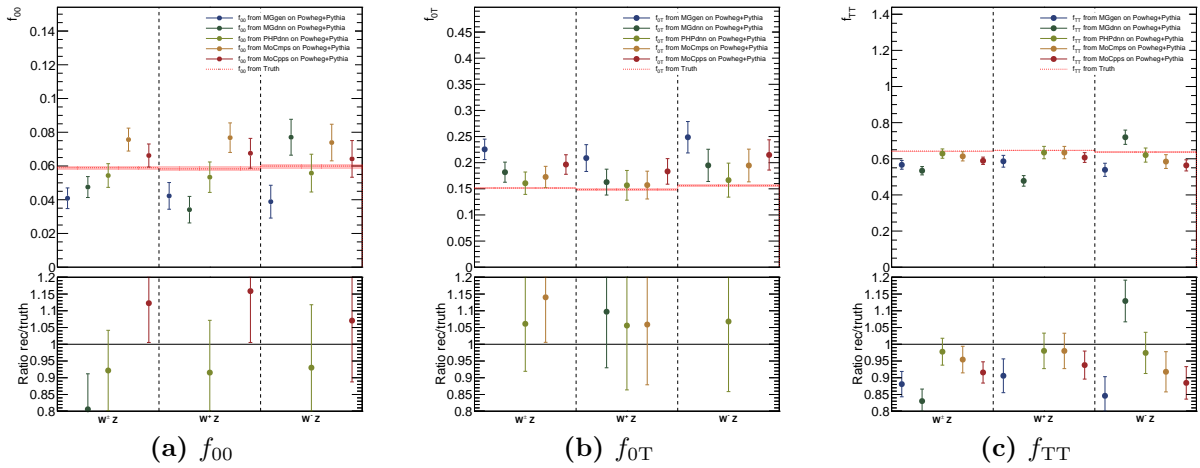 f₀₀
0.14
0.12
0.1
0.08
0.06
0.04
0.02
0
f₀₀ from MGgen on Powheg+Pythia
f₀₀ from MGdnn on Powheg+Pythia
f₀₀ from PHPdnn on Powheg+Pythia
f₀₀ from MoCmps on Powheg+Pythia
f₀₀ from MoCpps on Powheg+Pythia
f₀₀ from Truth
Ratio rec/truth
1.2
1.15
1.1
1.05
1
0.95
0.9
0.85
0.8
W± Z
W⁺ Z
W⁻ Z
(a) f₀₀
f₀T
0.45
0.4
0.35
0.3
0.25
0.2
0.15
0.1
0.05
0
f₀T from MGgen on Powheg+Pythia
f₀T from MGdnn on Powheg+Pythia
f₀T from PHPdnn on Powheg+Pythia
f₀T from MoCmps on Powheg+Pythia
f₀T from MoCpps on Powheg+Pythia
f₀T from Truth
Ratio rec/truth
1.2
1.15
1.1
1.05
1
0.95
0.9
0.85
0.8
W± Z
W⁺ Z
W⁻ Z
(b) f₀T
fTT
1.4
1.2
1
0.8
0.6
0.4
0.2
0
fTT from MGgen on Powheg+Pythia
fTT from MGdnn on Powheg+Pythia
fTT from PHPdnn on Powheg+Pythia
fTT from MoCmps on Powheg+Pythia
fTT from MoCpps on Powheg+Pythia
fTT from Truth
Ratio rec/truth
1.2
1.15
1.1
1.05
1
0.95
0.9
0.85
0.8
W± Z
W⁺ Z
W⁻ Z
(c) fTT